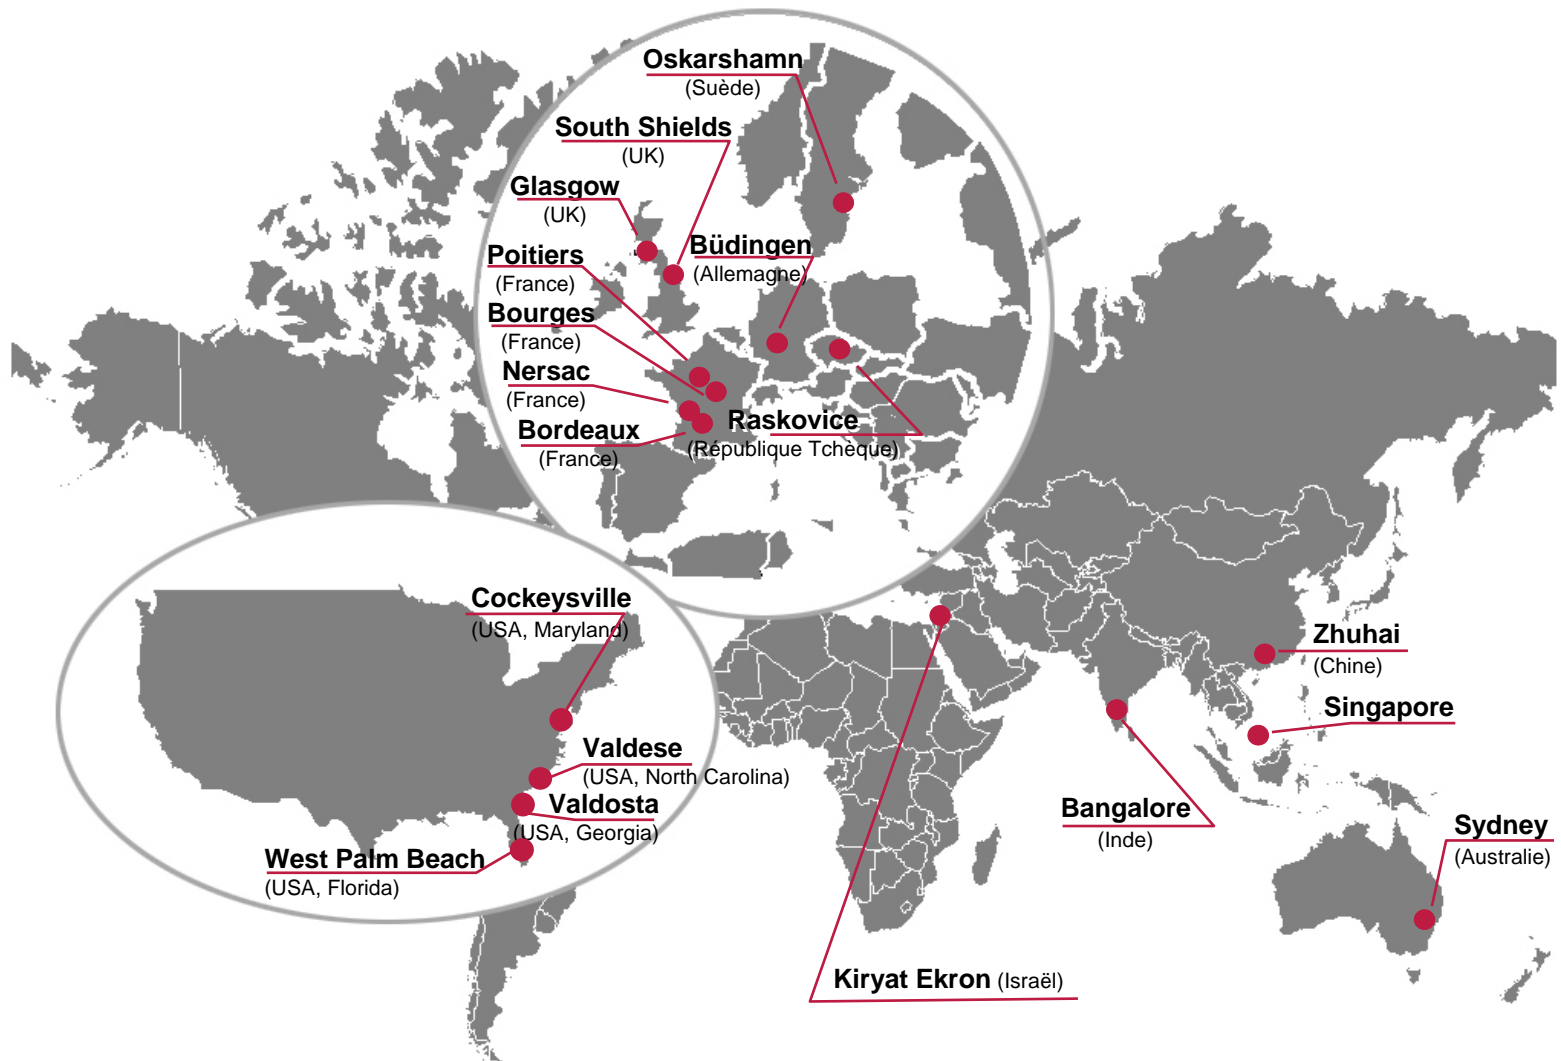 Oskarshamn
(Suède)
South Shields
(UK)
Glasgow
(UK)
Büdingen
(Allemagne)
Poitiers
(France)
Bourges
(France)
Nersac
(France)
Bordeaux
(France)
Raskovice
(République Tchèque)
Cockeysville
(USA, Maryland)
Valdese
(USA, North Carolina)
Valdosta
(USA, Georgia)
West Palm Beach
(USA, Florida)
Zhuhai
(Chine)
Singapore
Bangalore
(Inde)
Sydney
(Australie)
Kiryat Ekron (Israël)